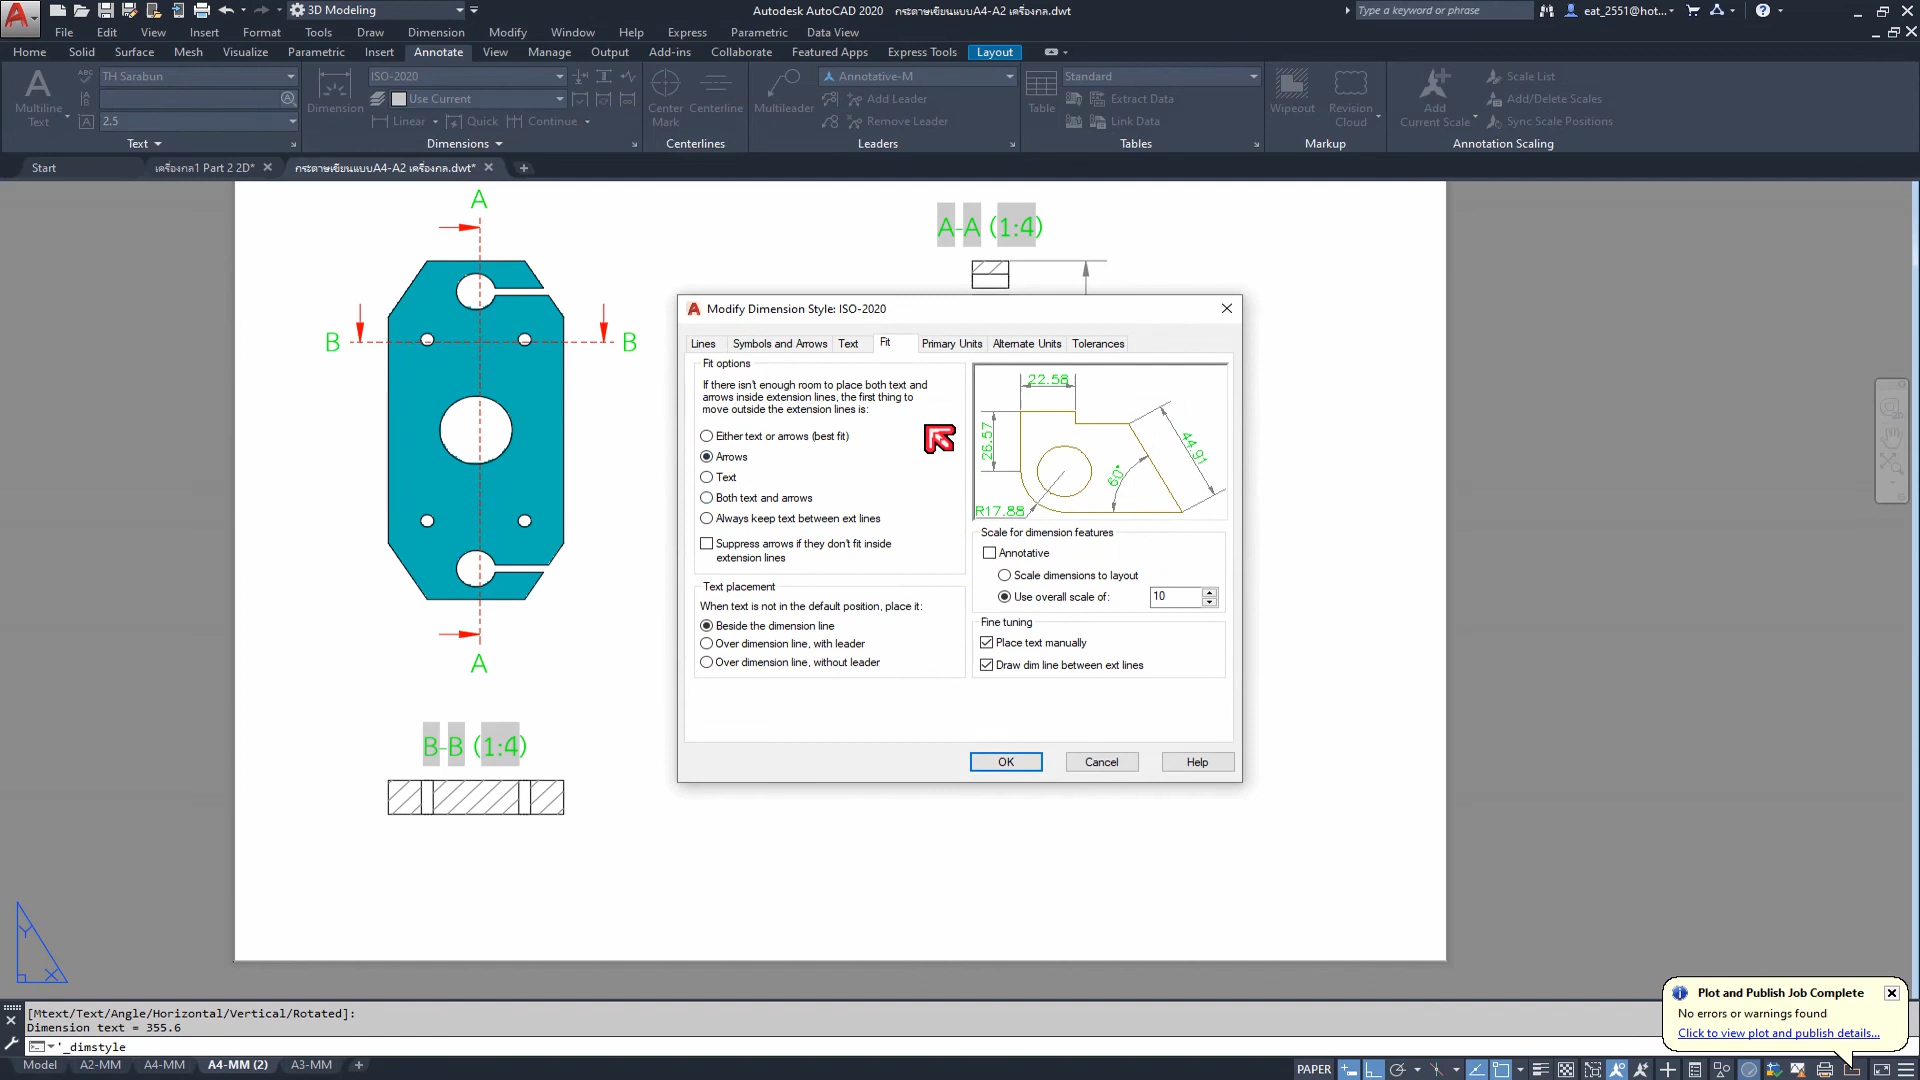 3D Modeling
Autodesk AutoCAD 2020 กระดาษเขียนแบบA4-A2 เครื่องกล.dwt
Type a keyword or phrase
eat_2551@hot...
File Edit View Insert Format Tools Draw Dimension Modify Window Help Express Parametric Data View
Home Solid Surface Mesh Visualize Parametric Insert Annotate View Manage Output Add-ins Collaborate Featured Apps Express Tools Layout
TH Sarabun
ISO-2020
Annotative-M
Standard
Scale List
Use Current
Add Leader
Extract Data
Add/Delete Scales
Multiline
Text
Dimension
Center
Mark
Centerline
Multileader
Table
Wipeout
Revision
Cloud
Add
Current Scale
2.5
Linear
Quick
Continue
Remove Leader
Link Data
Sync Scale Positions
Text
Dimensions
Centerlines
Leaders
Tables
Markup
Annotation Scaling
Start
เครื่องกล1 Part 2 2D*
กระดาษเขียนแบบA4-A2 เครื่องกล.dwt*
A
A-A (1:4)
B
B
A
B-B (1:4)
Modify Dimension Style: ISO-2020
Lines Symbols and Arrows Text Fit Primary Units Alternate Units Tolerances
Fit options
If there isn't enough room to place both text and
arrows inside extension lines, the first thing to
move outside the extension lines is:
Either text or arrows (best fit)
Arrows
Text
Both text and arrows
Always keep text between ext lines
Suppress arrows if they don't fit inside
extension lines
Text placement
When text is not in the default position, place it:
Beside the dimension line
Over dimension line, with leader
Over dimension line, without leader
22.58
26.57
44.91
60°
R17.88
Scale for dimension features
Annotative
Scale dimensions to layout
Use overall scale of:
10
Fine tuning
Place text manually
Draw dim line between ext lines
OK
Cancel
Help
Y
X
[Mtext/Text/Angle/Horizontal/Vertical/Rotated]:
Dimension text = 355.6
'_dimstyle
Plot and Publish Job Complete
No errors or warnings found
Click to view plot and publish details...
Model A2-MM A4-MM A4-MM (2) A3-MM
PAPER